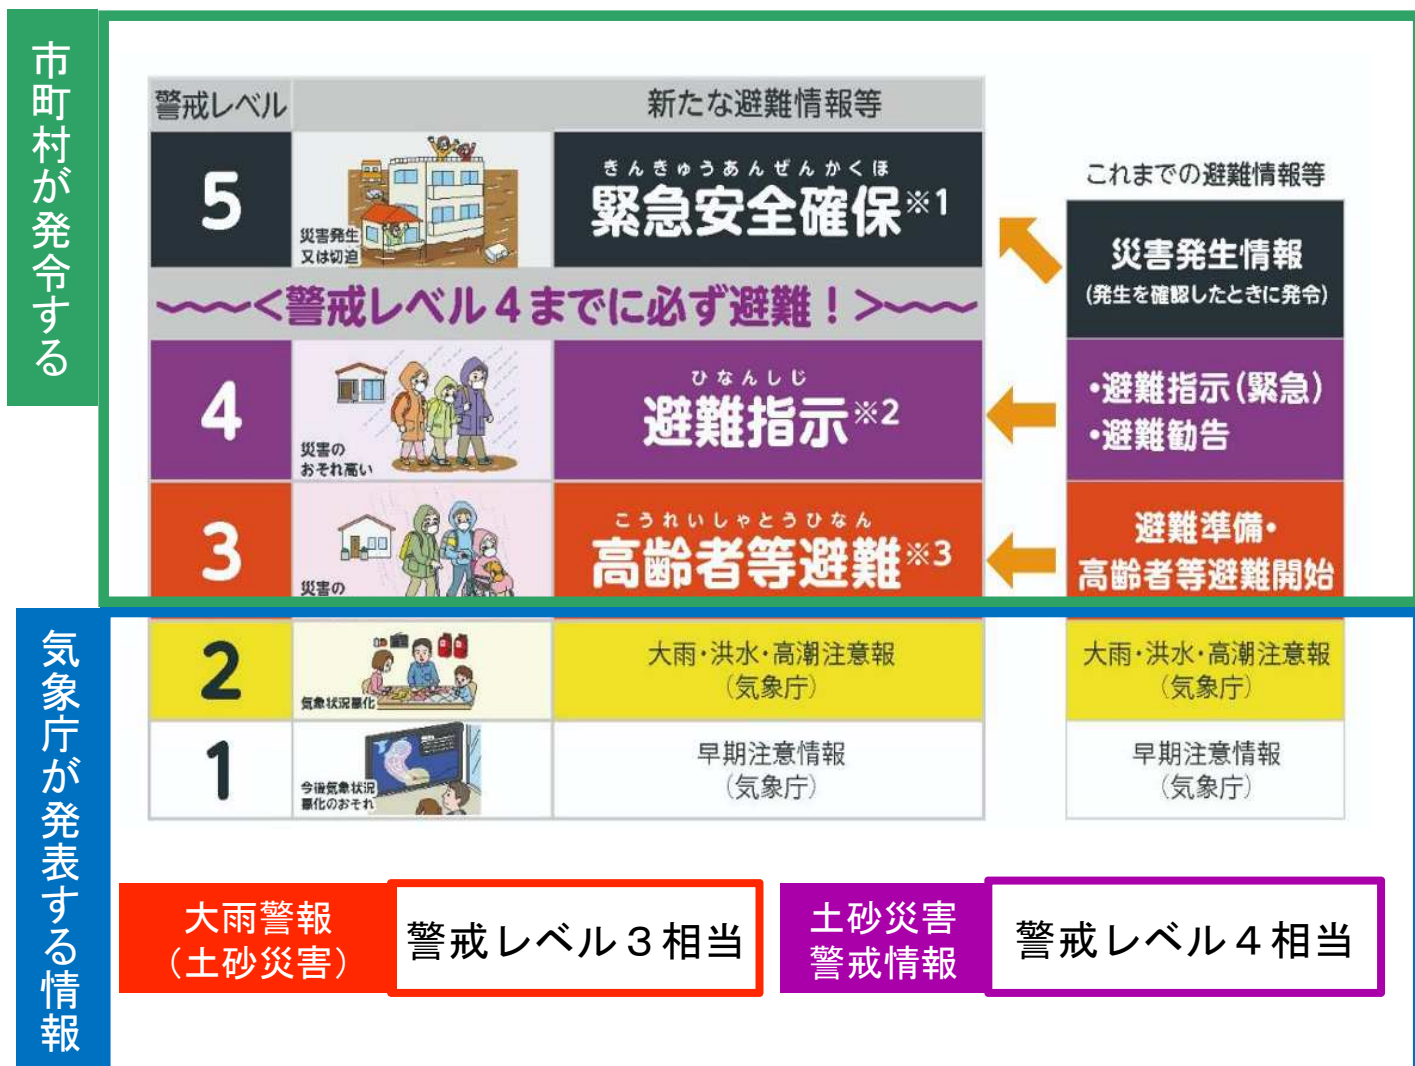 市町村が発令する
警戒レベル
新たな避難情報等
5
災害発生
又は切迫
きんきゅうあんぜんかくほ
緊急安全確保※1
これまでの避難情報等
災害発生情報
(発生を確認したときに発令)
〜〜〜<警戒レベル4までに必ず避難！>〜〜〜
4
災害の
おそれ高い
ひなんしじ
避難指示※2
・避難指示(緊急)
・避難勧告
3
災害の
こうれいしゃとうひなん
高齢者等避難※3
避難準備・
高齢者等避難開始
気象庁が発表する情報
2
気象状況悪化
大雨・洪水・高潮注意報
(気象庁)
大雨・洪水・高潮注意報
(気象庁)
1
今後気象状況
悪化のおそれ
早期注意情報
(気象庁)
早期注意情報
(気象庁)
大雨警報
（土砂災害）
警戒レベル３相当
土砂災害
警戒情報
警戒レベル４相当